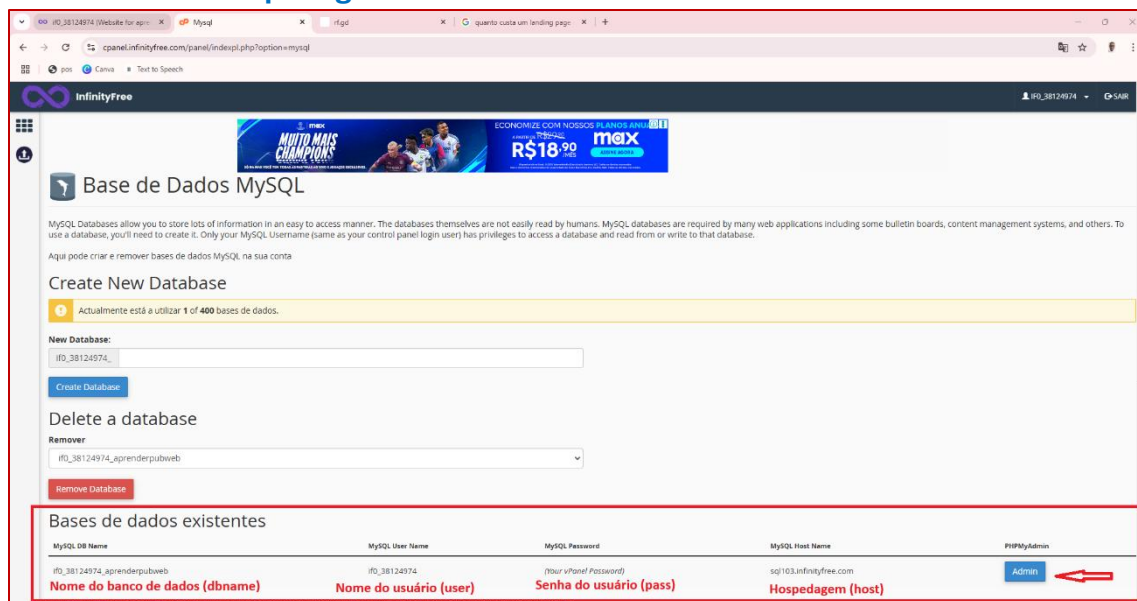 if0_38124974 (Website for apre
Mysql
rf.gd
quanto custa um landing page
cpanel.infinityfree.com/panel/indexpl.php?option=mysql
pos
Canva
Text to Speech
InfinityFree
IF0_38124974
SAIR
max
MUITO MAIS
CHAMPIONS
ECONOMIZE COM NOSSOS PLANOS ANUAIS
R$18,90
/MÊS
max
ASSINE AGORA
Base de Dados MySQL
MySQL Databases allow you to store lots of information in an easy to access manner. The databases themselves are not easily read by humans. MySQL databases are required by many web applications including some bulletin boards, content management systems, and others. To
use a database, you'll need to create it. Only your MySQL Username (same as your control panel login user) has privileges to access a database and read from or write to that database.
Aqui pode criar e remover bases de dados MySQL na sua conta
Create New Database
Actualmente está a utilizar 1 of 400 bases de dados.
New Database:
if0_38124974_
Create Database
Delete a database
Remover
if0_38124974_aprenderpubweb
Remove Database
Bases de dados existentes
MySQL DB Name MySQL User Name MySQL Password MySQL Host Name PHPMyAdmin
if0_38124974_aprenderpubweb if0_38124974 (Your vPanel Password) sql103.infinityfree.com Admin
Nome do banco de dados (dbname) Nome do usuário (user) Senha do usuário (pass) Hospedagem (host)